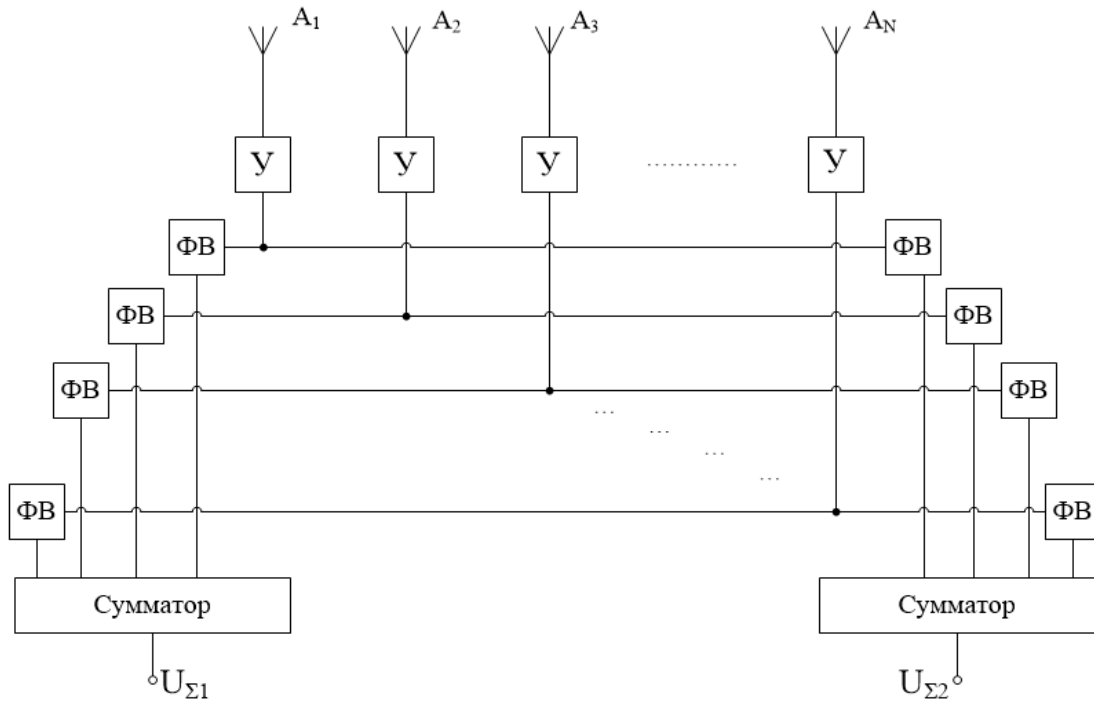 A1
A2
A3
AN
У
У
У
............
У
ФВ
ФВ
ФВ
ФВ
ФВ
ФВ
...
...
...
...
ФВ
ФВ
Сумматор
Сумматор
UΣ1
UΣ2